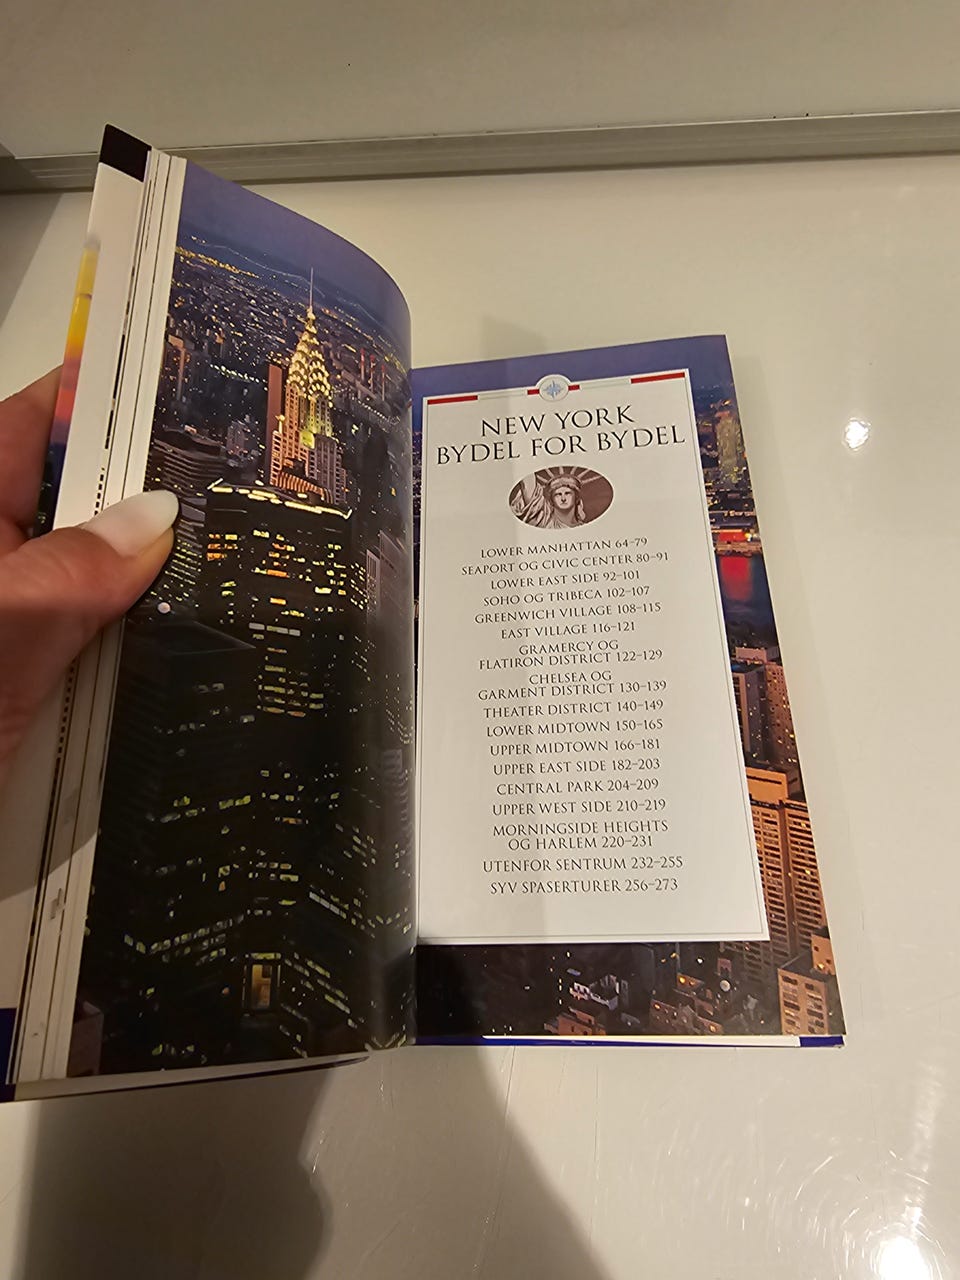 NEW YORK
BYDEL FOR BYDEL
LOWER MANHATTAN 64–79
SEAPORT OG CIVIC CENTER 80–91
LOWER EAST SIDE 92–101
SOHO OG TRIBECA 102–107
GREENWICH VILLAGE 108–115
EAST VILLAGE 116–121
GRAMERCY OG
FLATIRON DISTRICT 122–129
CHELSEA OG
GARMENT DISTRICT 130–139
THEATER DISTRICT 140–149
LOWER MIDTOWN 150–165
UPPER MIDTOWN 166–181
UPPER EAST SIDE 182–203
CENTRAL PARK 204–209
UPPER WEST SIDE 210–219
MORNINGSIDE HEIGHTS
OG HARLEM 220–231
UTENFOR SENTRUM 232–255
SYV SPASERTURER 256–273